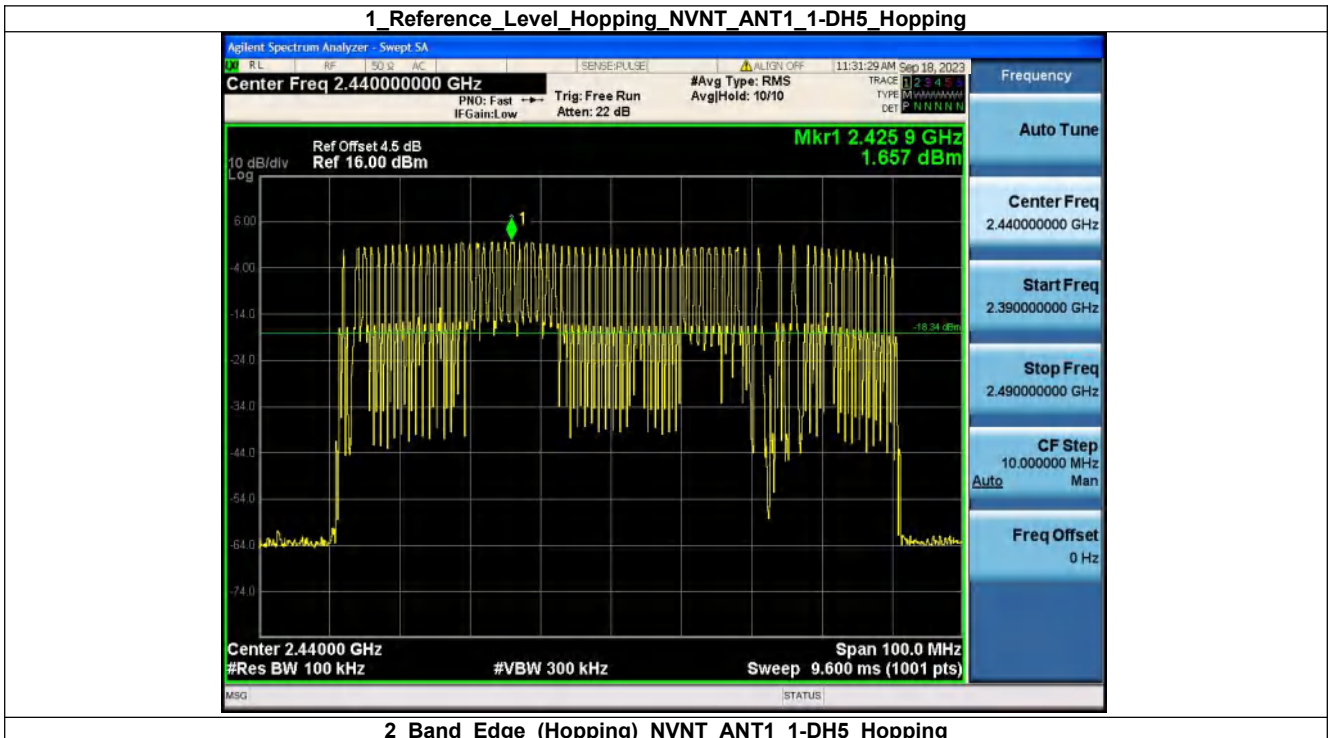 1_Reference_Level_Hopping_NVNT_ANT1_1-DH5_Hopping
Agilent Spectrum Analyzer - Swept SA
RL RF 50 Ω AC SENSE:PULSE ALIGN OFF 11:31:29 AM Sep 18, 2023
Center Freq 2.440000000 GHz #Avg Type: RMS TRACE 1 2 3 4 5 6
PNO: Fast Trig: Free Run Avg|Hold: 10/10 TYPE M
IFGain:Low Atten: 22 dB DET P N N N N N
Mkr1 2.425 9 GHz
1.657 dBm
Ref Offset 4.5 dB
10 dB/div Ref 16.00 dBm
Log
1
6.00
-4.00
-14.0
-18.34 dBm
-24.0
-34.0
-44.0
-54.0
-64.0
-74.0
Center 2.44000 GHz Span 100.0 MHz
#Res BW 100 kHz #VBW 300 kHz Sweep 9.600 ms (1001 pts)
MSG STATUS
Frequency
Auto Tune
Center Freq
2.440000000 GHz
Start Freq
2.390000000 GHz
Stop Freq
2.490000000 GHz
CF Step
10.000000 MHz
Auto Man
Freq Offset
0 Hz
2_Band_Edge_(Hopping)_NVNT_ANT1_1-DH5_Hopping